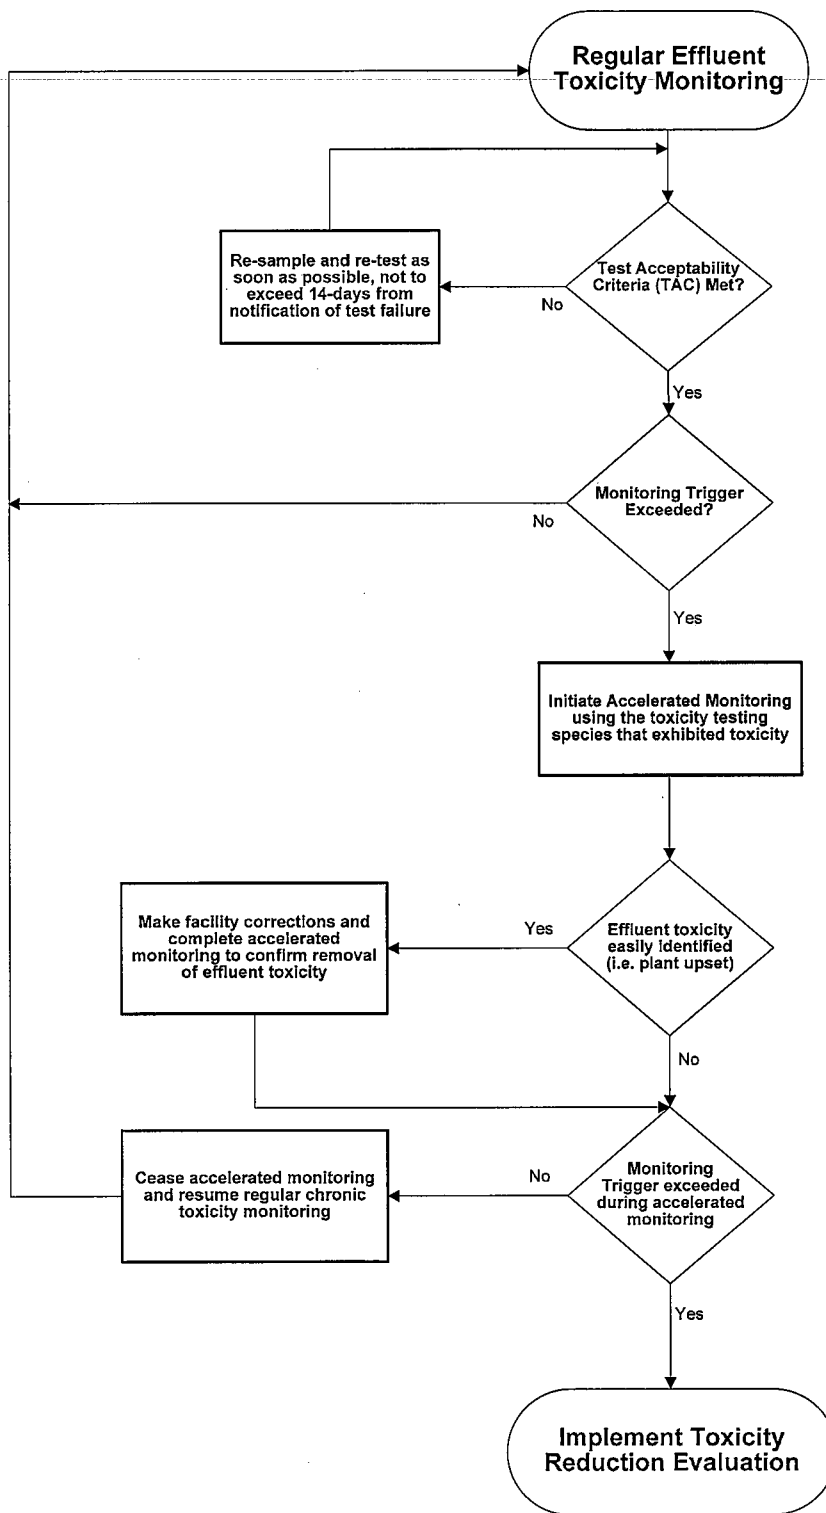 Regular Effluent
Toxicity Monitoring
Re-sample and re-test as
soon as possible, not to
exceed 14-days from
notification of test failure
No
Test Acceptability
Criteria (TAC) Met?
Yes
Monitoring Trigger
Exceeded?
No
Yes
Initiate Accelerated Monitoring
using the toxicity testing
species that exhibited toxicity
Make facility corrections and
complete accelerated
monitoring to confirm removal
of effluent toxicity
Yes
Effluent toxicity
easily identified
(i.e. plant upset)
No
Cease accelerated monitoring
and resume regular chronic
toxicity monitoring
No
Monitoring
Trigger exceeded
during accelerated
monitoring
Yes
Implement Toxicity
Reduction Evaluation